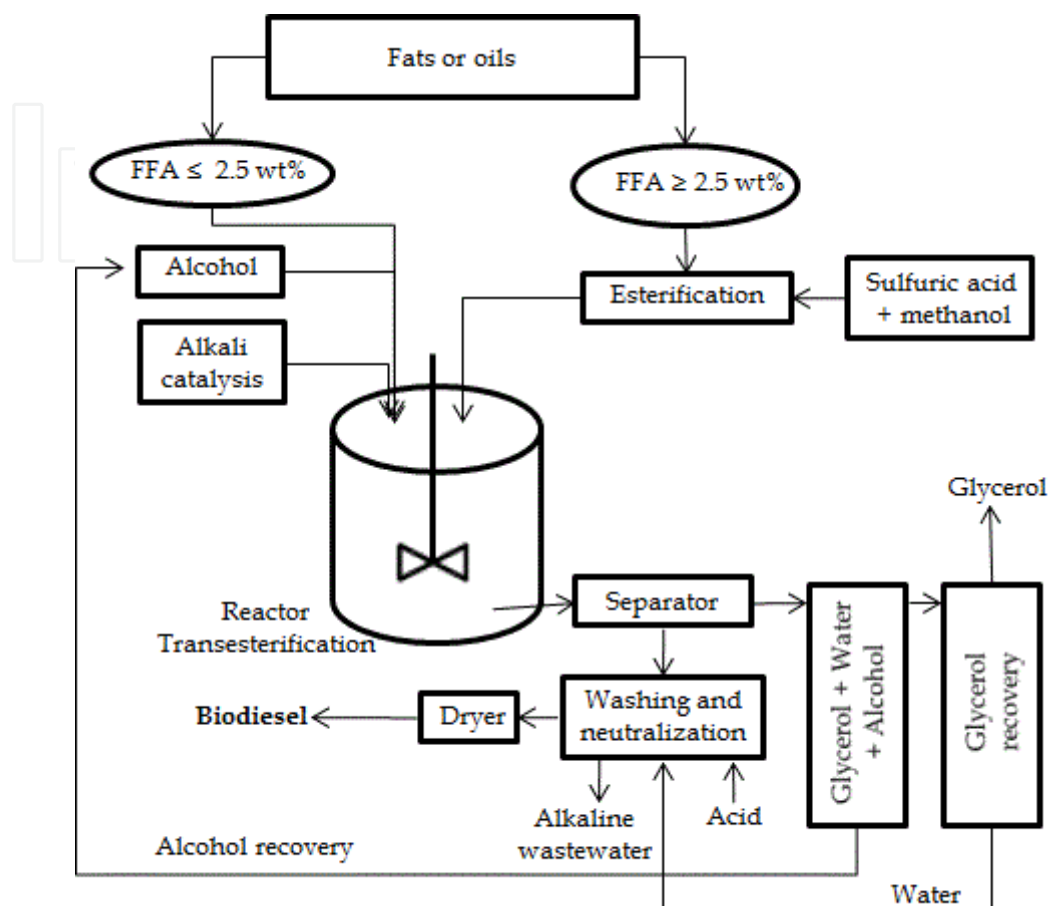 Fats or oils
FFA ≤ 2.5 wt%
FFA ≥ 2.5 wt%
Alcohol
Esterification
Sulfuric acid
+ methanol
Alkali
catalysis
Glycerol
Reactor
Transesterification
Separator
Glycerol + Water
+ Alcohol
Glycerol
recovery
Biodiesel
Dryer
Washing and
neutralization
Alkaline
wastewater
Acid
Alcohol recovery
Water